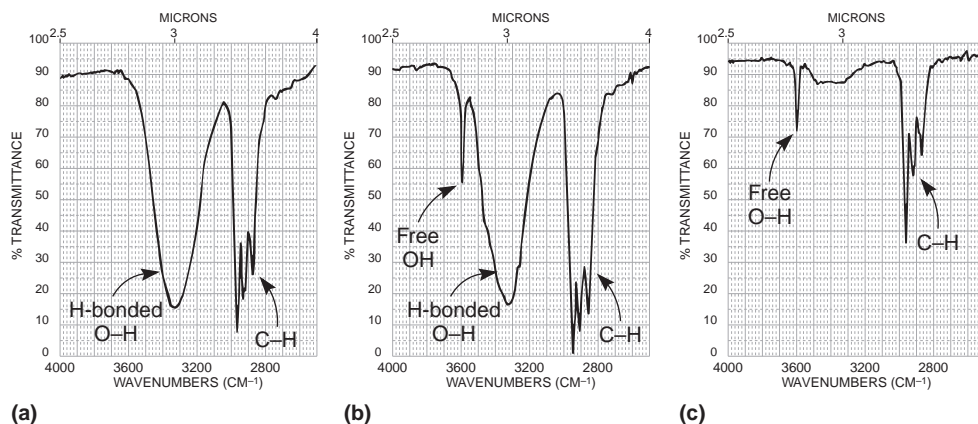 MICRONS
2.5 3 4
100
90
80
70
60
50
40
30
20
10
0
% TRANSMITTANCE
H-bonded
O–H
C–H
4000 3600 3200 2800
WAVENUMBERS (CM⁻¹)
(a)
MICRONS
2.5 3 4
100
90
80
70
60
50
40
30
20
10
0
% TRANSMITTANCE
Free
OH
H-bonded
O–H
C–H
4000 3600 3200 2800
WAVENUMBERS (CM⁻¹)
(b)
MICRONS
2.5 3
100
90
80
70
60
50
40
30
20
10
0
% TRANSMITTANCE
Free
O–H
C–H
4000 3600 3200 2800
WAVENUMBERS (CM⁻¹)
(c)